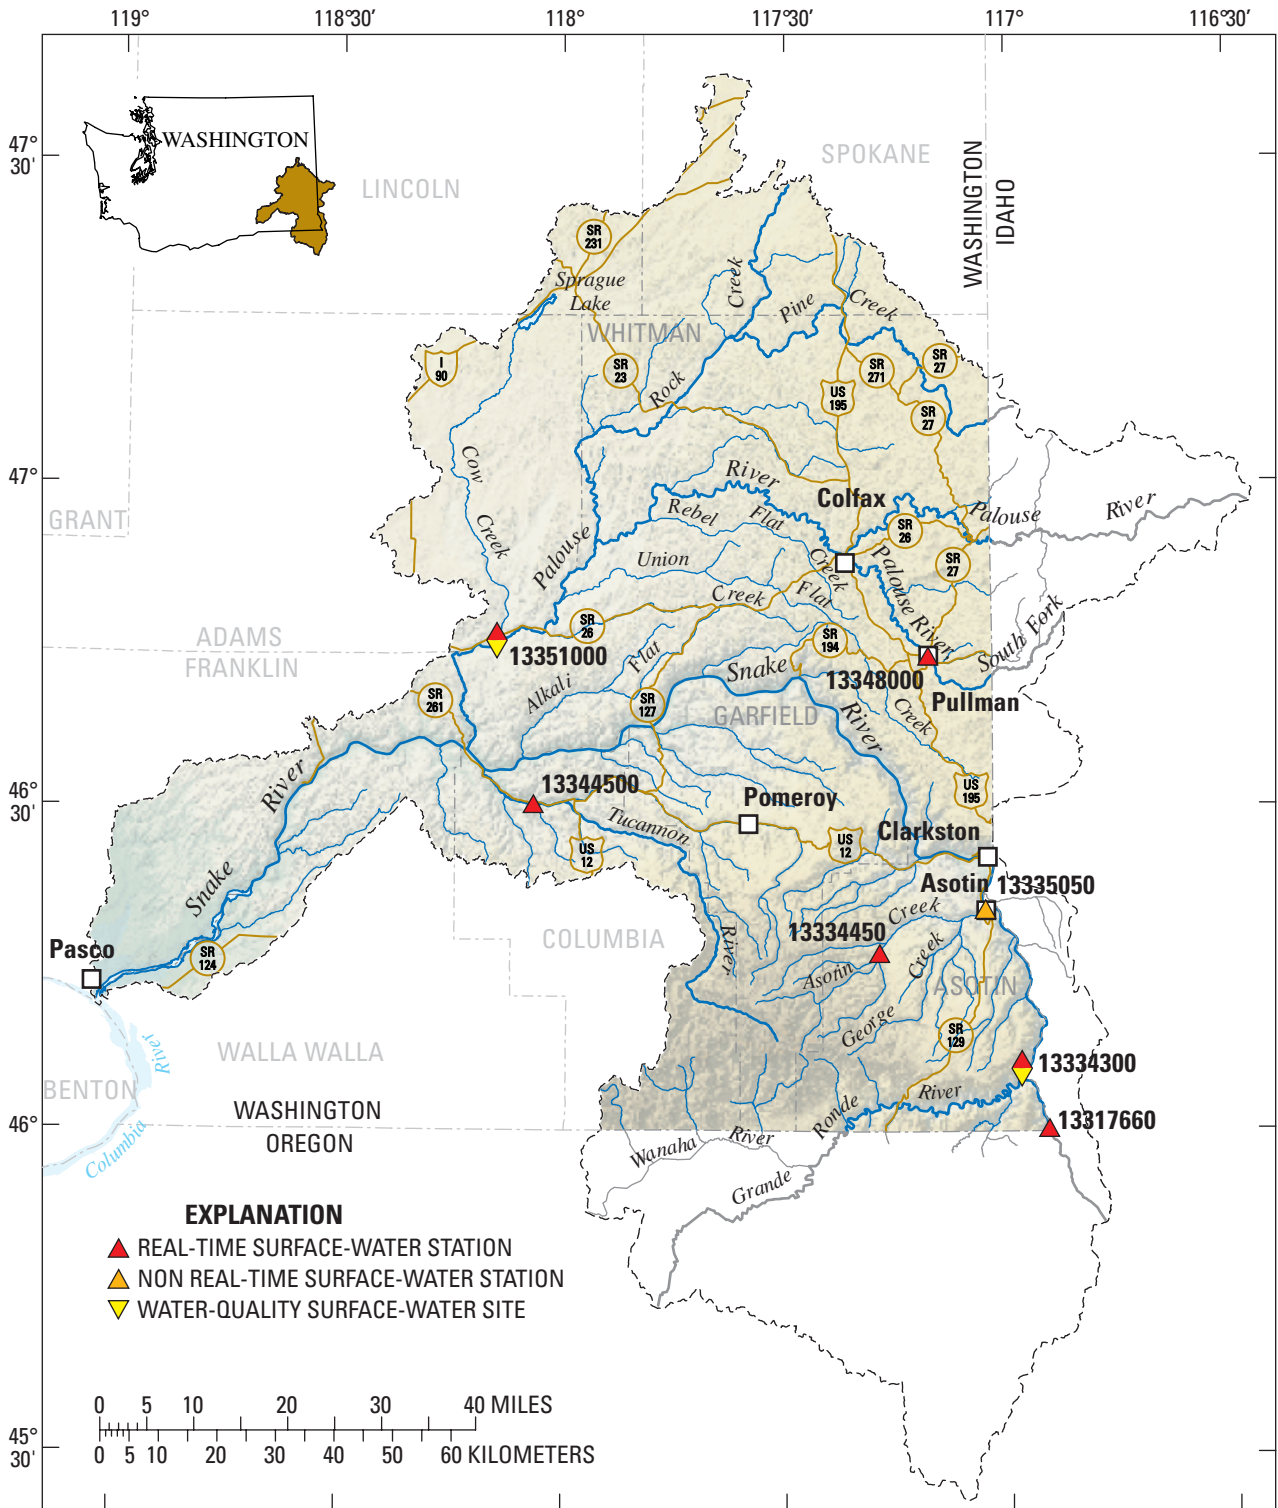 119°
118°30'
118°
117°30'
117°
116°30'
47°
30'
47°
46°
30'
46°
45°
30'
WASHINGTON
LINCOLN
SPOKANE
WASHINGTON
IDAHO
SR
231
Sprague
Lake
Creek
Pine
Creek
WHITMAN
I
90
SR
23
Rock
US
195
SR
271
SR
27
SR
27
Cow
Creek
River
Colfax
Rebel
Flat
Creek
Palouse
River
GRANT
SR
26
Palouse
Union
Creek
Flat
Palouse River
SR
27
South Fork
ADAMS
FRANKLIN
SR
26
13351000
Alkali
Flat
SR
194
Snake
River
13348000
Pullman
Creek
SR
261
SR
127
GARFIELD
River
13344500
US
195
Pomeroy
Tucannon
US
12
US
12
Clarkston
Snake
Asotin
13335050
Creek
Pasco
SR
124
COLUMBIA
River
13334450
Asotin
Creek
ASOTIN
George
SR
129
River
WALLA WALLA
BENTON
13334300
River
WASHINGTON
OREGON
Columbia
Ronde
13317660
Wanaha
River
Grande
EXPLANATION
REAL-TIME SURFACE-WATER STATION
NON REAL-TIME SURFACE-WATER STATION
WATER-QUALITY SURFACE-WATER SITE
0 5 10 20 30 40 MILES
0 5 10 20 30 40 50 60 KILOMETERS